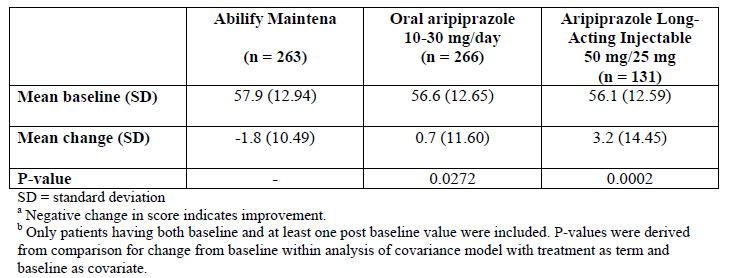 Abilify Maintena
(n = 263)
Oral aripiprazole
10-30 mg/day
(n = 266)
Aripiprazole Long-
Acting Injectable
50 mg/25 mg
(n = 131)
Mean baseline (SD) 57.9 (12.94) 56.6 (12.65) 56.1 (12.59)
Mean change (SD) -1.8 (10.49) 0.7 (11.60) 3.2 (14.45)
P-value - 0.0272 0.0002
SD = standard deviation
a Negative change in score indicates improvement.
b Only patients having both baseline and at least one post baseline value were included. P-values were derived
from comparison for change from baseline within analysis of covariance model with treatment as term and
baseline as covariate.